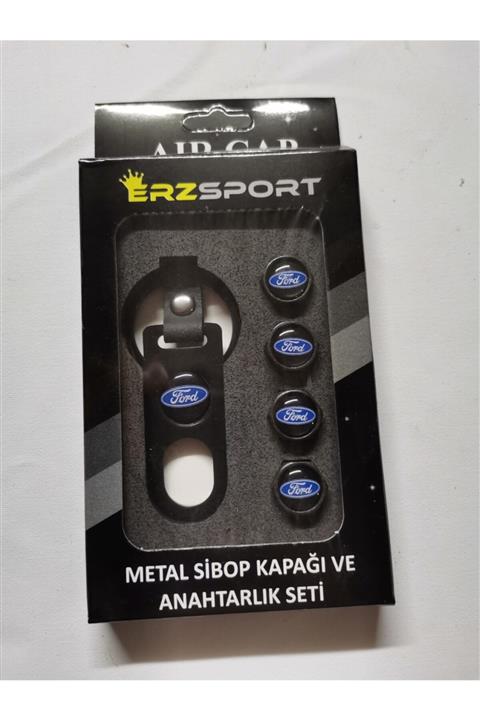 AIR CAP
ERZSPORT
Ford
Ford
Ford
Ford
Ford
METAL SİBOP KAPAĞI VE
ANAHTARLIK SETİ